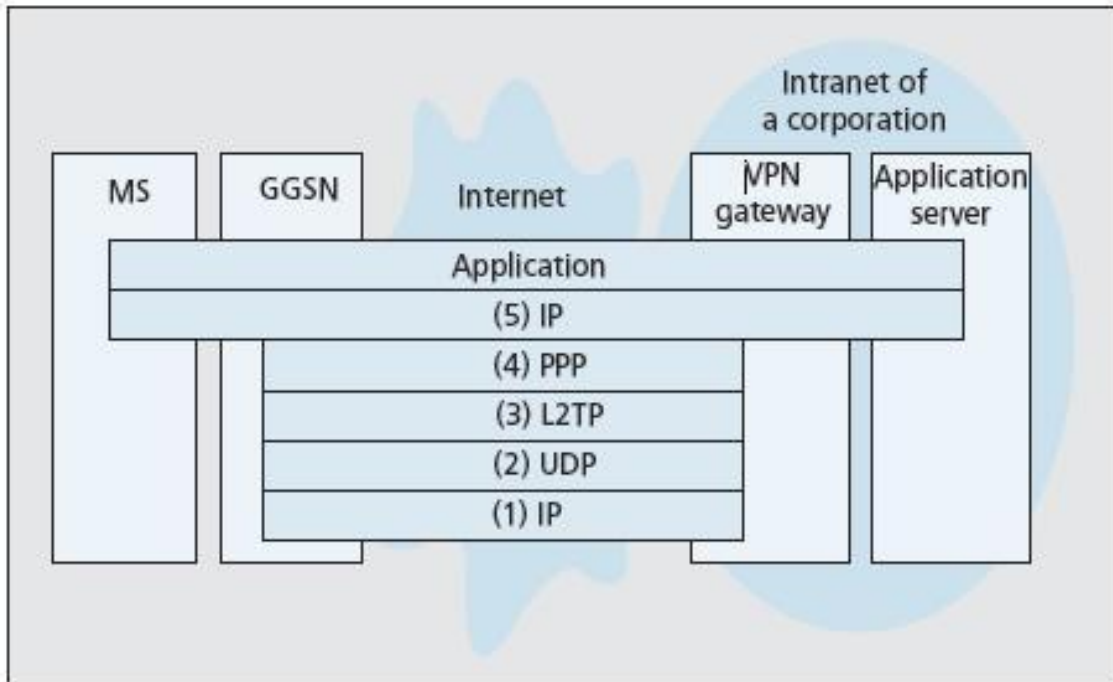 Intranet of
a corporation
MS
GGSN
Internet
VPN
gateway
Application
server
Application
(5) IP
(4) PPP
(3) L2TP
(2) UDP
(1) IP